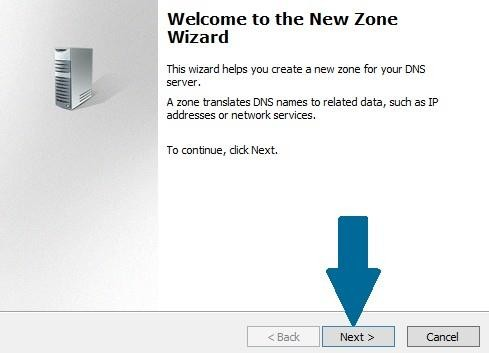 Welcome to the New Zone
Wizard
This wizard helps you create a new zone for your DNS
server.
A zone translates DNS names to related data, such as IP
addresses or network services.
To continue, click Next.
< Back
Next >
Cancel